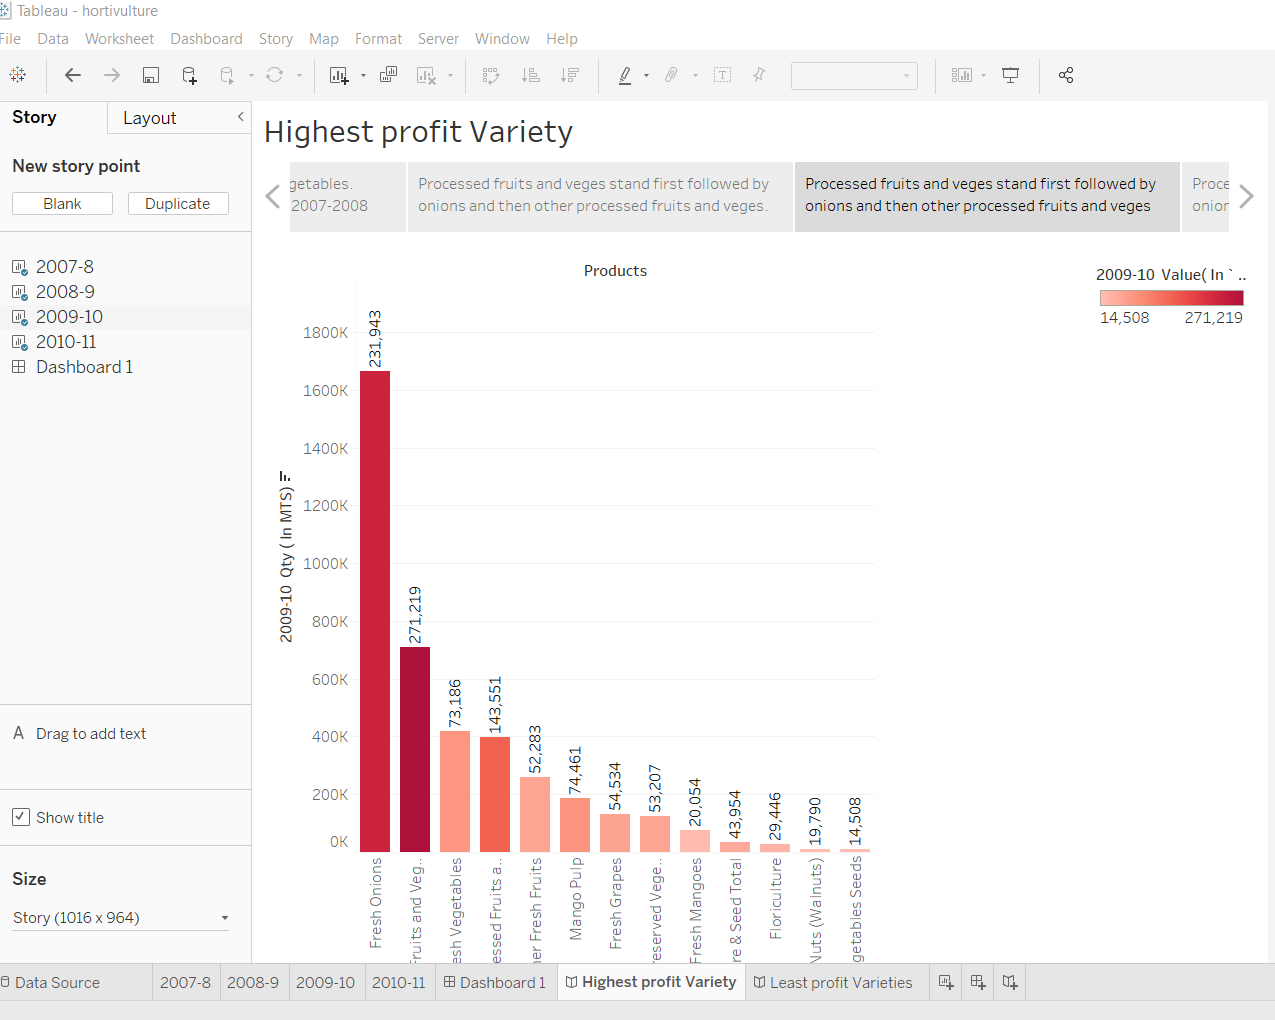 Tableau - hortivulture
File Data Worksheet Dashboard Story Map Format Server Window Help
Story Layout
New story point
Blank Duplicate
2007-8
2008-9
2009-10
2010-11
Dashboard 1
A Drag to add text
Show title
Size
Story (1016 x 964)
Highest profit Variety
getables.
2007-2008
Processed fruits and veges stand first followed by
onions and then other processed fruits and veges.
Processed fruits and veges stand first followed by
onions and then other processed fruits and veges
Proce
onior
Products
2009-10 Value( In ` ..
14,508 271,219
2009-10 Qty ( In MTS)
1800K
1600K
1400K
1200K
1000K
800K
600K
400K
200K
0K
231,943
271,219
73,186
143,551
52,283
74,461
54,534
53,207
20,054
43,954
29,446
19,790
14,508
Fresh Onions
Fruits and Veg..
esh Vegetables
essed Fruits a..
her Fresh Fruits
Mango Pulp
Fresh Grapes
reserved Vege..
Fresh Mangoes
re & Seed Total
Floriculture
Nuts (Walnuts)
getables Seeds
Data Source 2007-8 2008-9 2009-10 2010-11 Dashboard 1 Highest profit Variety Least profit Varieties